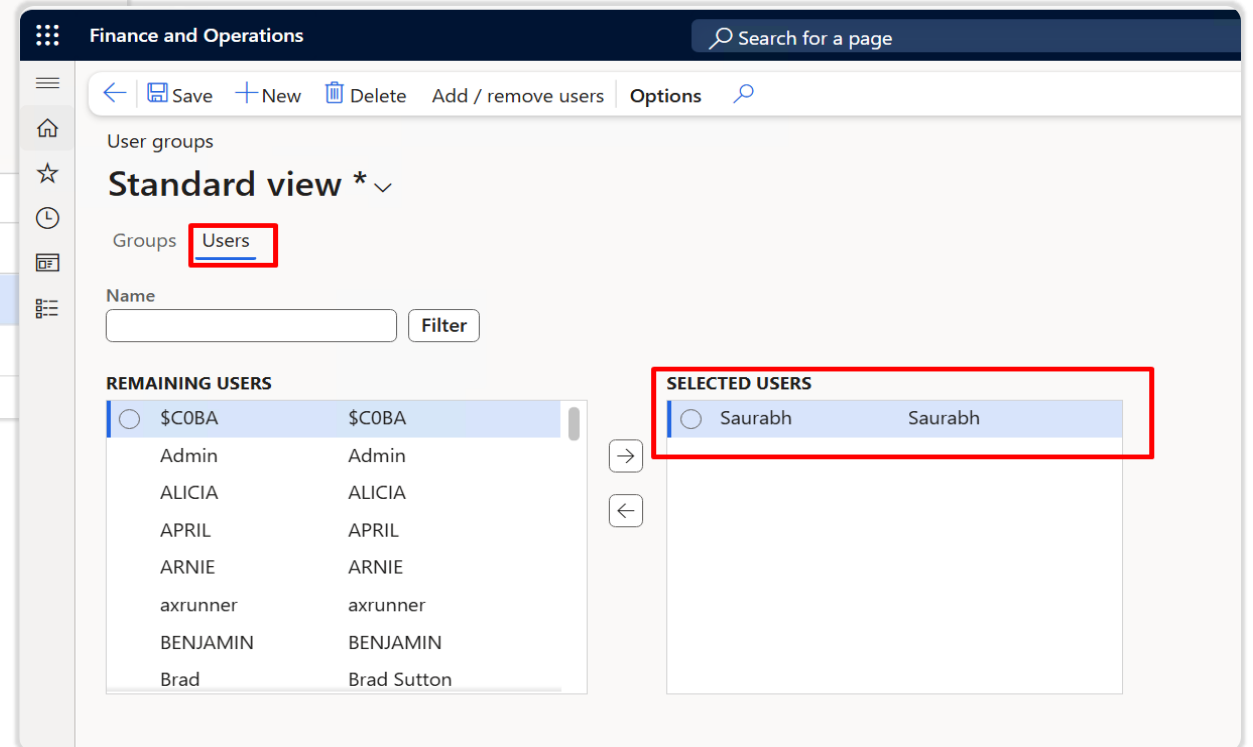 Finance and Operations
Search for a page
Save New Delete Add / remove users Options
User groups
Standard view *
Groups Users
Name
Filter
REMAINING USERS
$C0BA $C0BA
Admin Admin
ALICIA ALICIA
APRIL APRIL
ARNIE ARNIE
axrunner axrunner
BENJAMIN BENJAMIN
Brad Brad Sutton
SELECTED USERS
Saurabh Saurabh